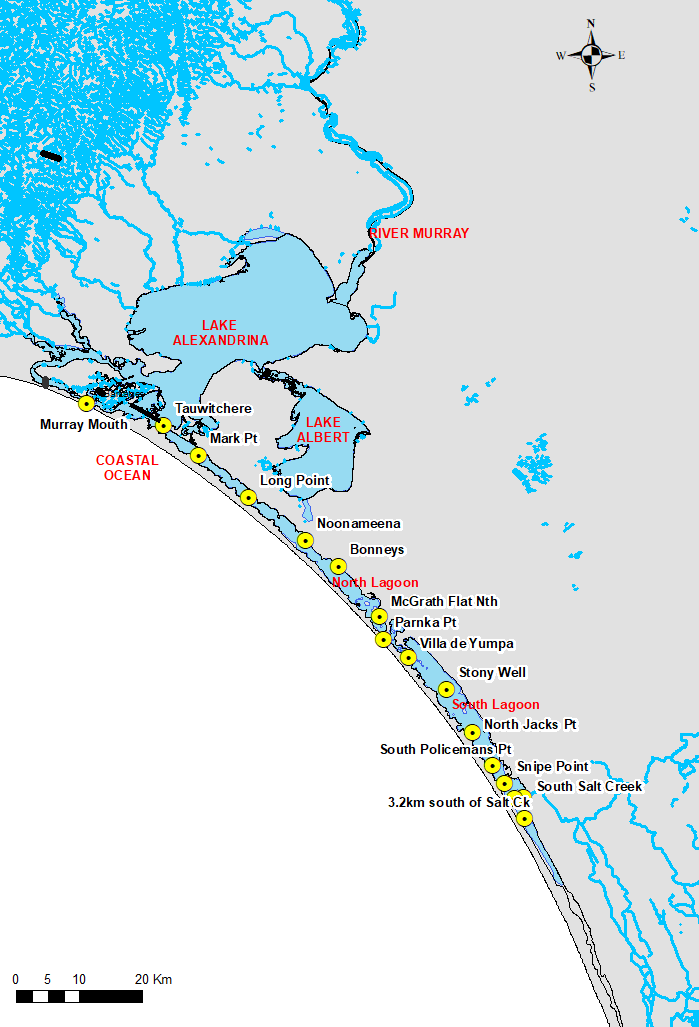 N
W E
S
RIVER MURRAY
LAKE
ALEXANDRINA
Tauwitchere
Murray Mouth
Mark Pt
LAKE
ALBERT
COASTAL
OCEAN
Long Point
Noonameena
Bonneys
North Lagoon
McGrath Flat Nth
Parnka Pt
Villa de Yumpa
Stony Well
South Lagoon
North Jacks Pt
South Policemans Pt
Snipe Point
South Salt Creek
3.2km south of Salt Ck
0 5 10 20 Km